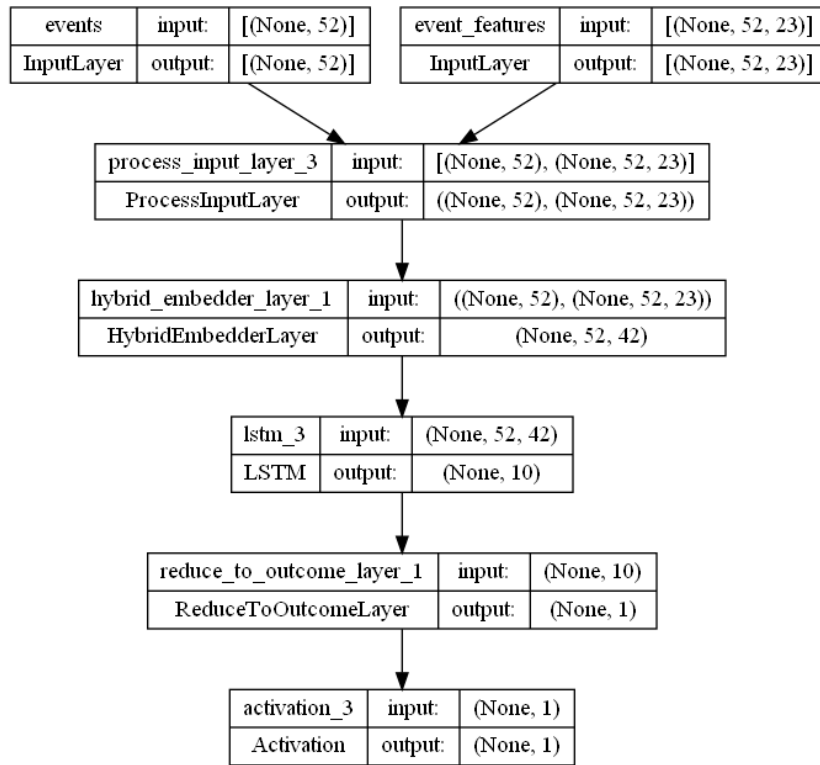 events input: [(None, 52)]
InputLayer output: [(None, 52)]
event_features input: [(None, 52, 23)]
InputLayer output: [(None, 52, 23)]
process_input_layer_3 input: [(None, 52), (None, 52, 23)]
ProcessInputLayer output: ((None, 52), (None, 52, 23))
hybrid_embedder_layer_1 input: ((None, 52), (None, 52, 23))
HybridEmbedderLayer output: (None, 52, 42)
lstm_3 input: (None, 52, 42)
LSTM output: (None, 10)
reduce_to_outcome_layer_1 input: (None, 10)
ReduceToOutcomeLayer output: (None, 1)
activation_3 input: (None, 1)
Activation output: (None, 1)